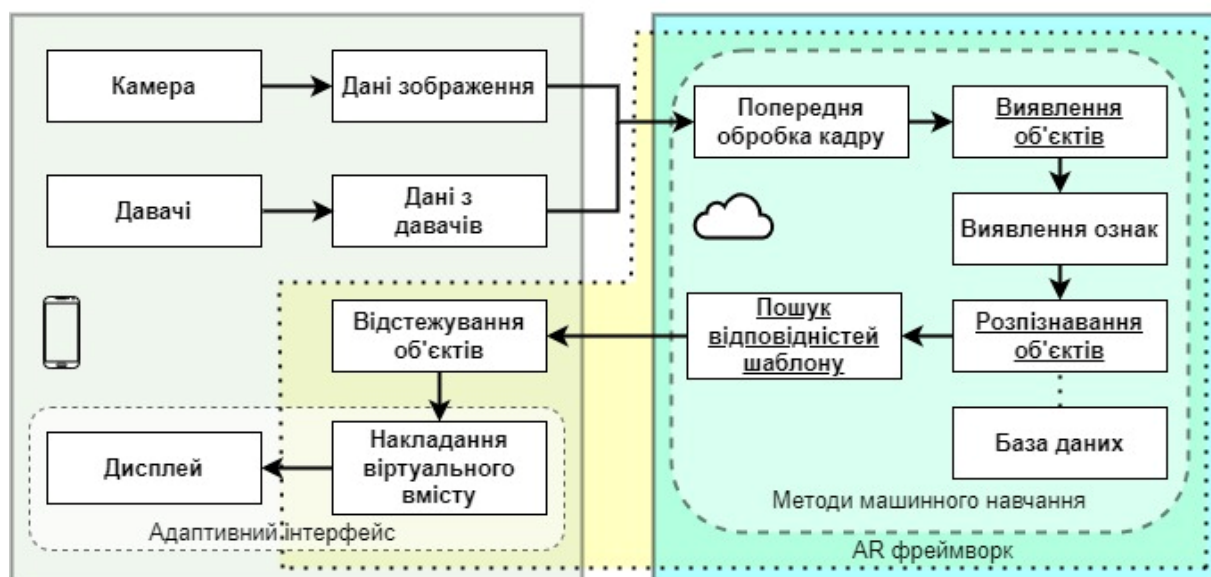 Камера
Дані зображення
Давачі
Дані з
давачів
Попередня
обробка кадру
Виявлення
об'єктів
Виявлення ознак
Розпізнавання
об'єктів
Пошук
відповідностей
шаблону
База даних
Методи машинного навчання
AR фреймворк
Відстежування
об'єктів
Накладання
віртуального
вмісту
Дисплей
Адаптивний інтерфейс